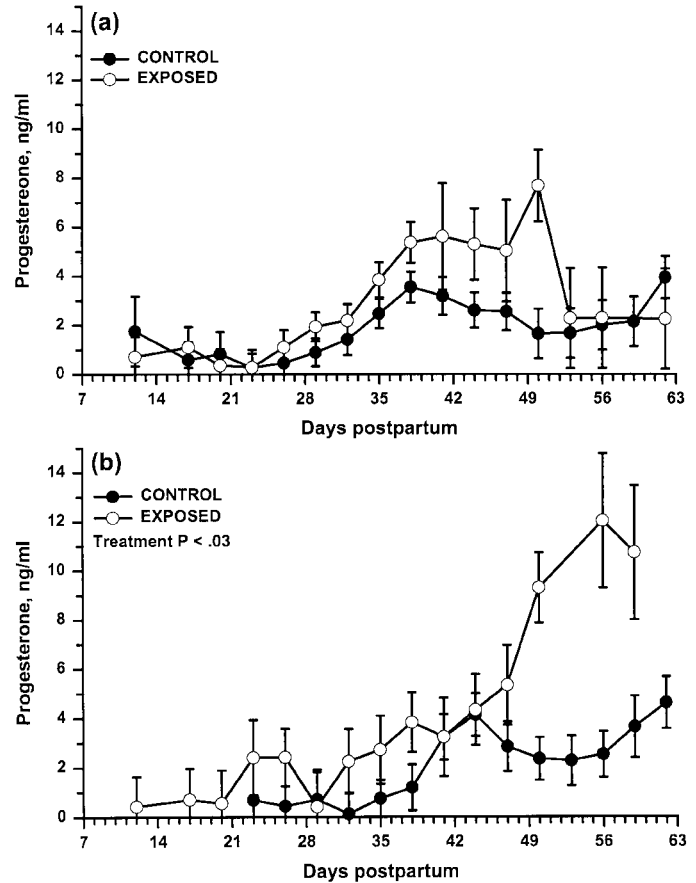 (a)
CONTROL
EXPOSED
Progestereone, ng/ml
14
12
10
8
6
4
2
0
7 14 21 28 35 42 49 56 63
Days postpartum
(b)
CONTROL
EXPOSED
Treatment P < .03
Progesterone, ng/ml
14
12
10
8
6
4
2
0
7 14 21 28 35 42 49 56 63
Days postpartum